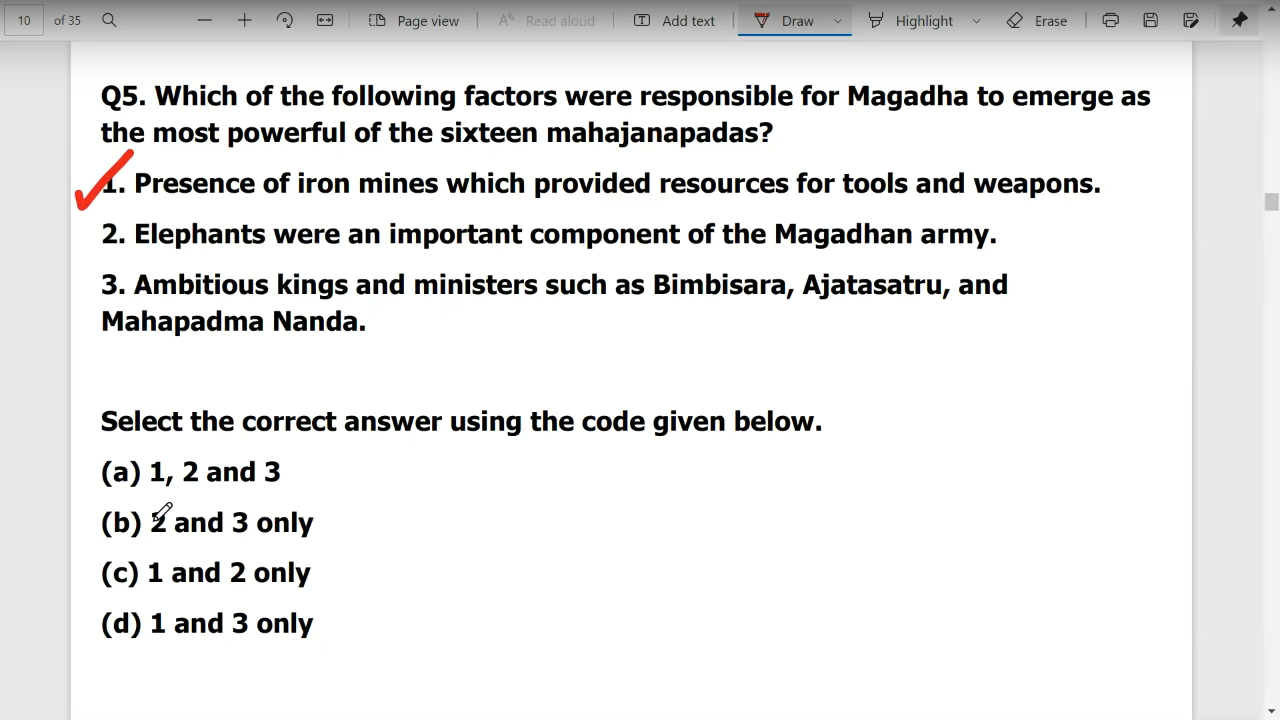 10 of 35 Page view Read aloud Add text Draw Highlight Erase
Q5. Which of the following factors were responsible for Magadha to emerge as
the most powerful of the sixteen mahajanapadas?
1. Presence of iron mines which provided resources for tools and weapons.
2. Elephants were an important component of the Magadhan army.
3. Ambitious kings and ministers such as Bimbisara, Ajatasatru, and
Mahapadma Nanda.
Select the correct answer using the code given below.
(a) 1, 2 and 3
(b) 2 and 3 only
(c) 1 and 2 only
(d) 1 and 3 only